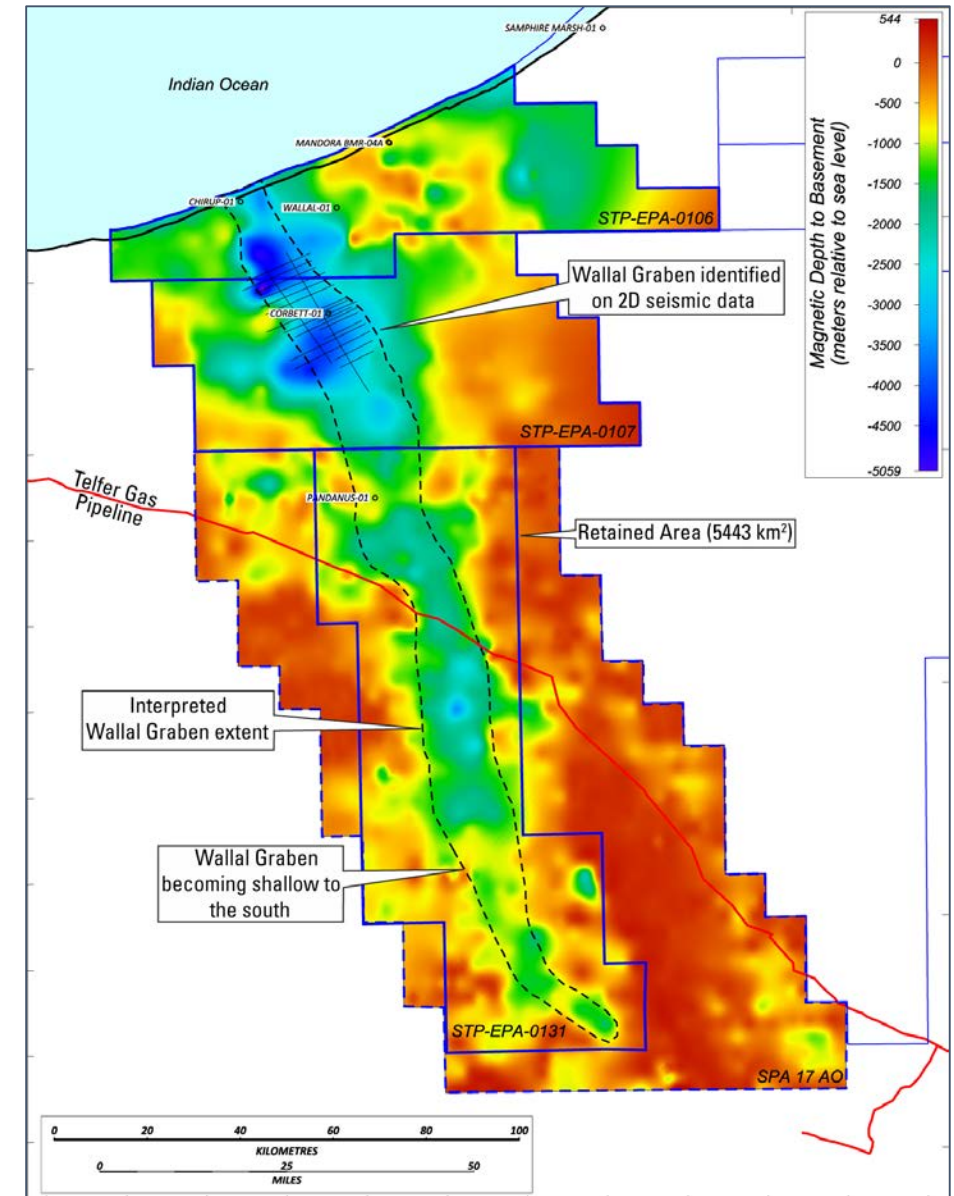 SAMPHIRE MARSH-01
Indian Ocean
MANDORA BMR-04A
CHIRUP-01
WALLAL-01
STP-EPA-0106
Wallal Graben identified
on 2D seismic data
CORBETT-01
STP-EPA-0107
Telfer Gas
Pipeline
PANDANUS-01
Retained Area (5443 km²)
Interpreted
Wallal Graben extent
Wallal Graben
becoming shallow to
the south
STP-EPA-0131
SPA 17 AO
Magnetic Depth to Basement
(meters relative to sea level)
544
0
-500
-1000
-1500
-2000
-2500
-3000
-3500
-4000
-4500
-5059
0 20 40 60 80 100
KILOMETRES
0 25 50
MILES